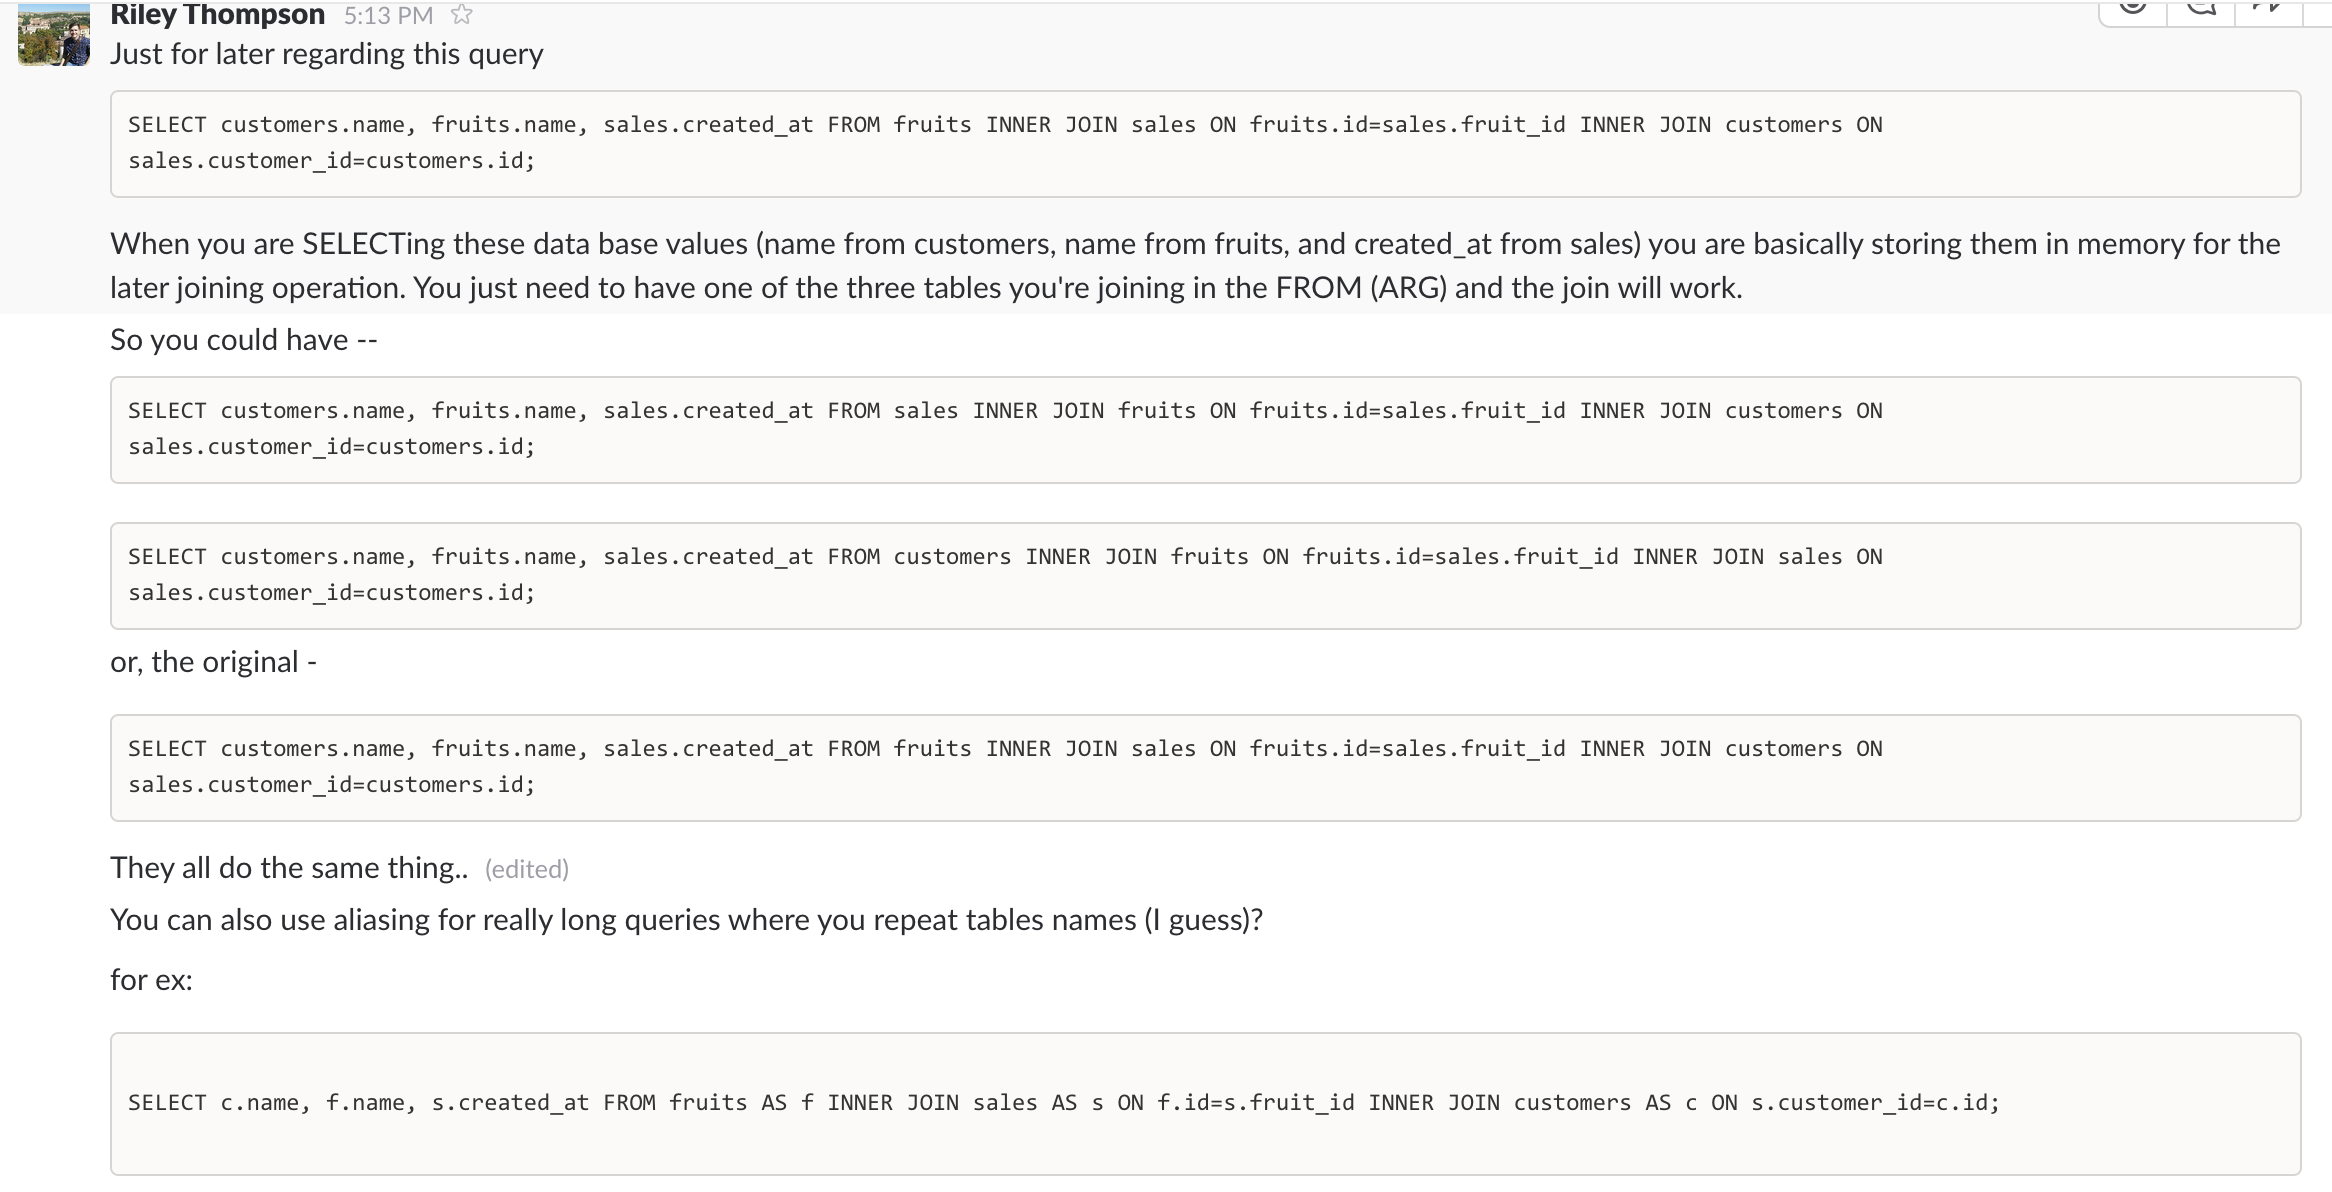 Riley Thompson 5:13 PM
Just for later regarding this query
SELECT customers.name, fruits.name, sales.created_at FROM fruits INNER JOIN sales ON fruits.id=sales.fruit_id INNER JOIN customers ON
sales.customer_id=customers.id;
When you are SELECTing these data base values (name from customers, name from fruits, and created_at from sales) you are basically storing them in memory for the
later joining operation. You just need to have one of the three tables you're joining in the FROM (ARG) and the join will work.
So you could have --
SELECT customers.name, fruits.name, sales.created_at FROM sales INNER JOIN fruits ON fruits.id=sales.fruit_id INNER JOIN customers ON
sales.customer_id=customers.id;
SELECT customers.name, fruits.name, sales.created_at FROM customers INNER JOIN fruits ON fruits.id=sales.fruit_id INNER JOIN sales ON
sales.customer_id=customers.id;
or, the original -
SELECT customers.name, fruits.name, sales.created_at FROM fruits INNER JOIN sales ON fruits.id=sales.fruit_id INNER JOIN customers ON
sales.customer_id=customers.id;
They all do the same thing.. (edited)
You can also use aliasing for really long queries where you repeat tables names (I guess)?
for ex:
SELECT c.name, f.name, s.created_at FROM fruits AS f INNER JOIN sales AS s ON f.id=s.fruit_id INNER JOIN customers AS c ON s.customer_id=c.id;